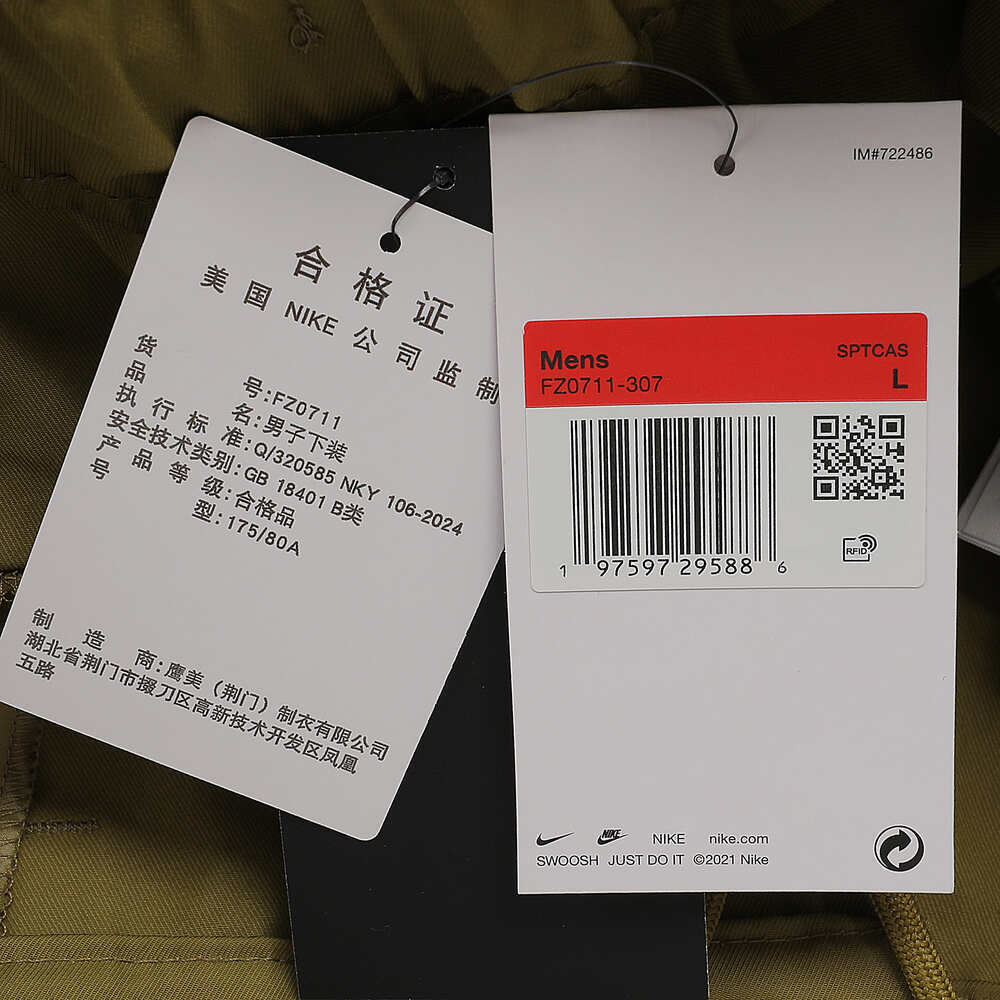 合格证
美国NIKE公司监制
货号:FZ0711
品名:男子下装
执行标准:Q/320585 NKY 106-2024
安全技术类别:GB 18401 B类
产品等级:合格品
号型:175/80A
制造商:鹰美（荆门）制衣有限公司
湖北省荆门市掇刀区高新技术开发区凤凰
五路
IM#722486
Mens
SPTCAS
FZ0711-307
L
1 97597 29588 6
RFID
NIKE
NIKE
nike.com
SWOOSH JUST DO IT ©2021 Nike